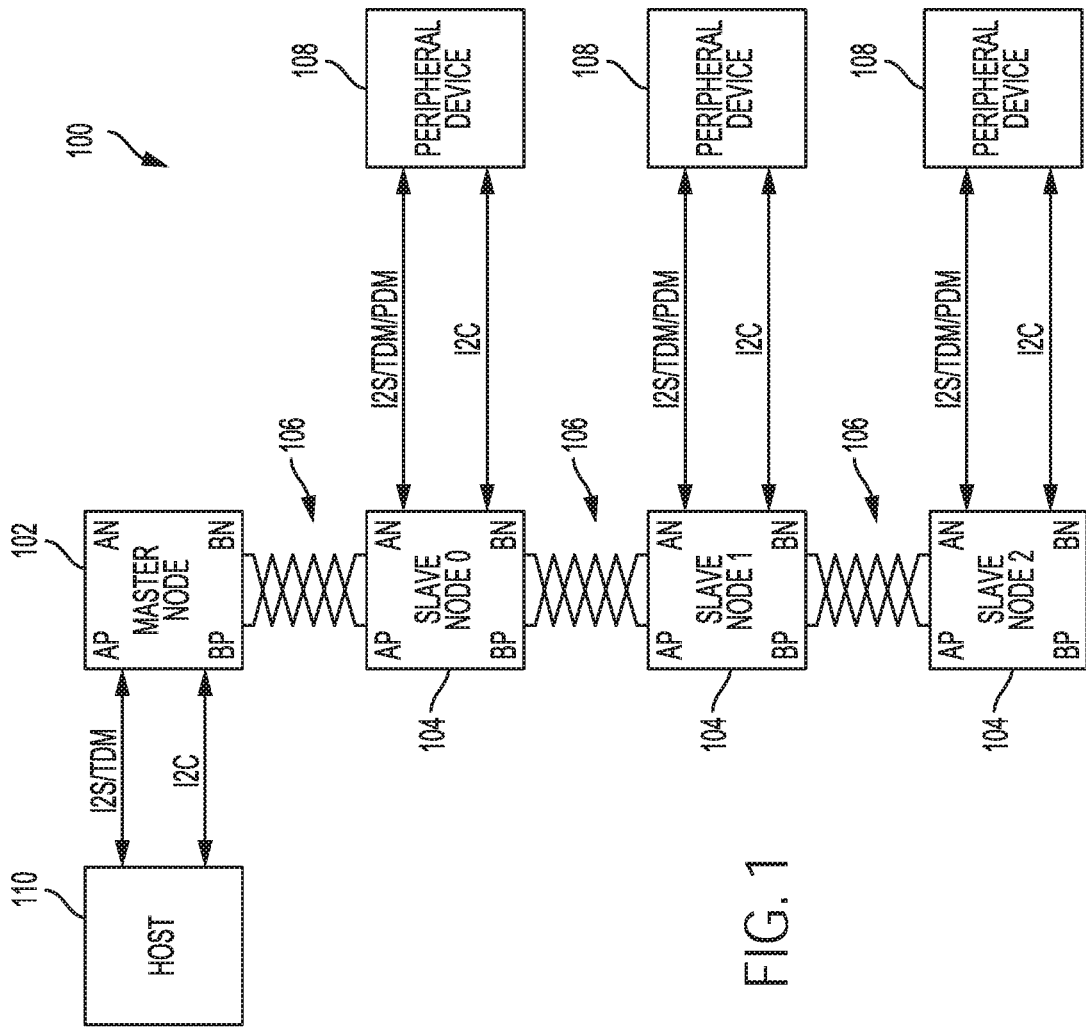 110
102
100
I2S/TDM
AP AN
MASTER
NODE
HOST
I2C
BP BN
106
108
I2S/TDM/PDM
AP AN
SLAVE
NODE 0
PERIPHERAL
DEVICE
104
I2C
BP BN
106
108
I2S/TDM/PDM
AP AN
SLAVE
NODE 1
PERIPHERAL
DEVICE
104
I2C
BP BN
FIG. 1
106
108
I2S/TDM/PDM
AP AN
SLAVE
NODE 2
PERIPHERAL
DEVICE
104
I2C
BP BN